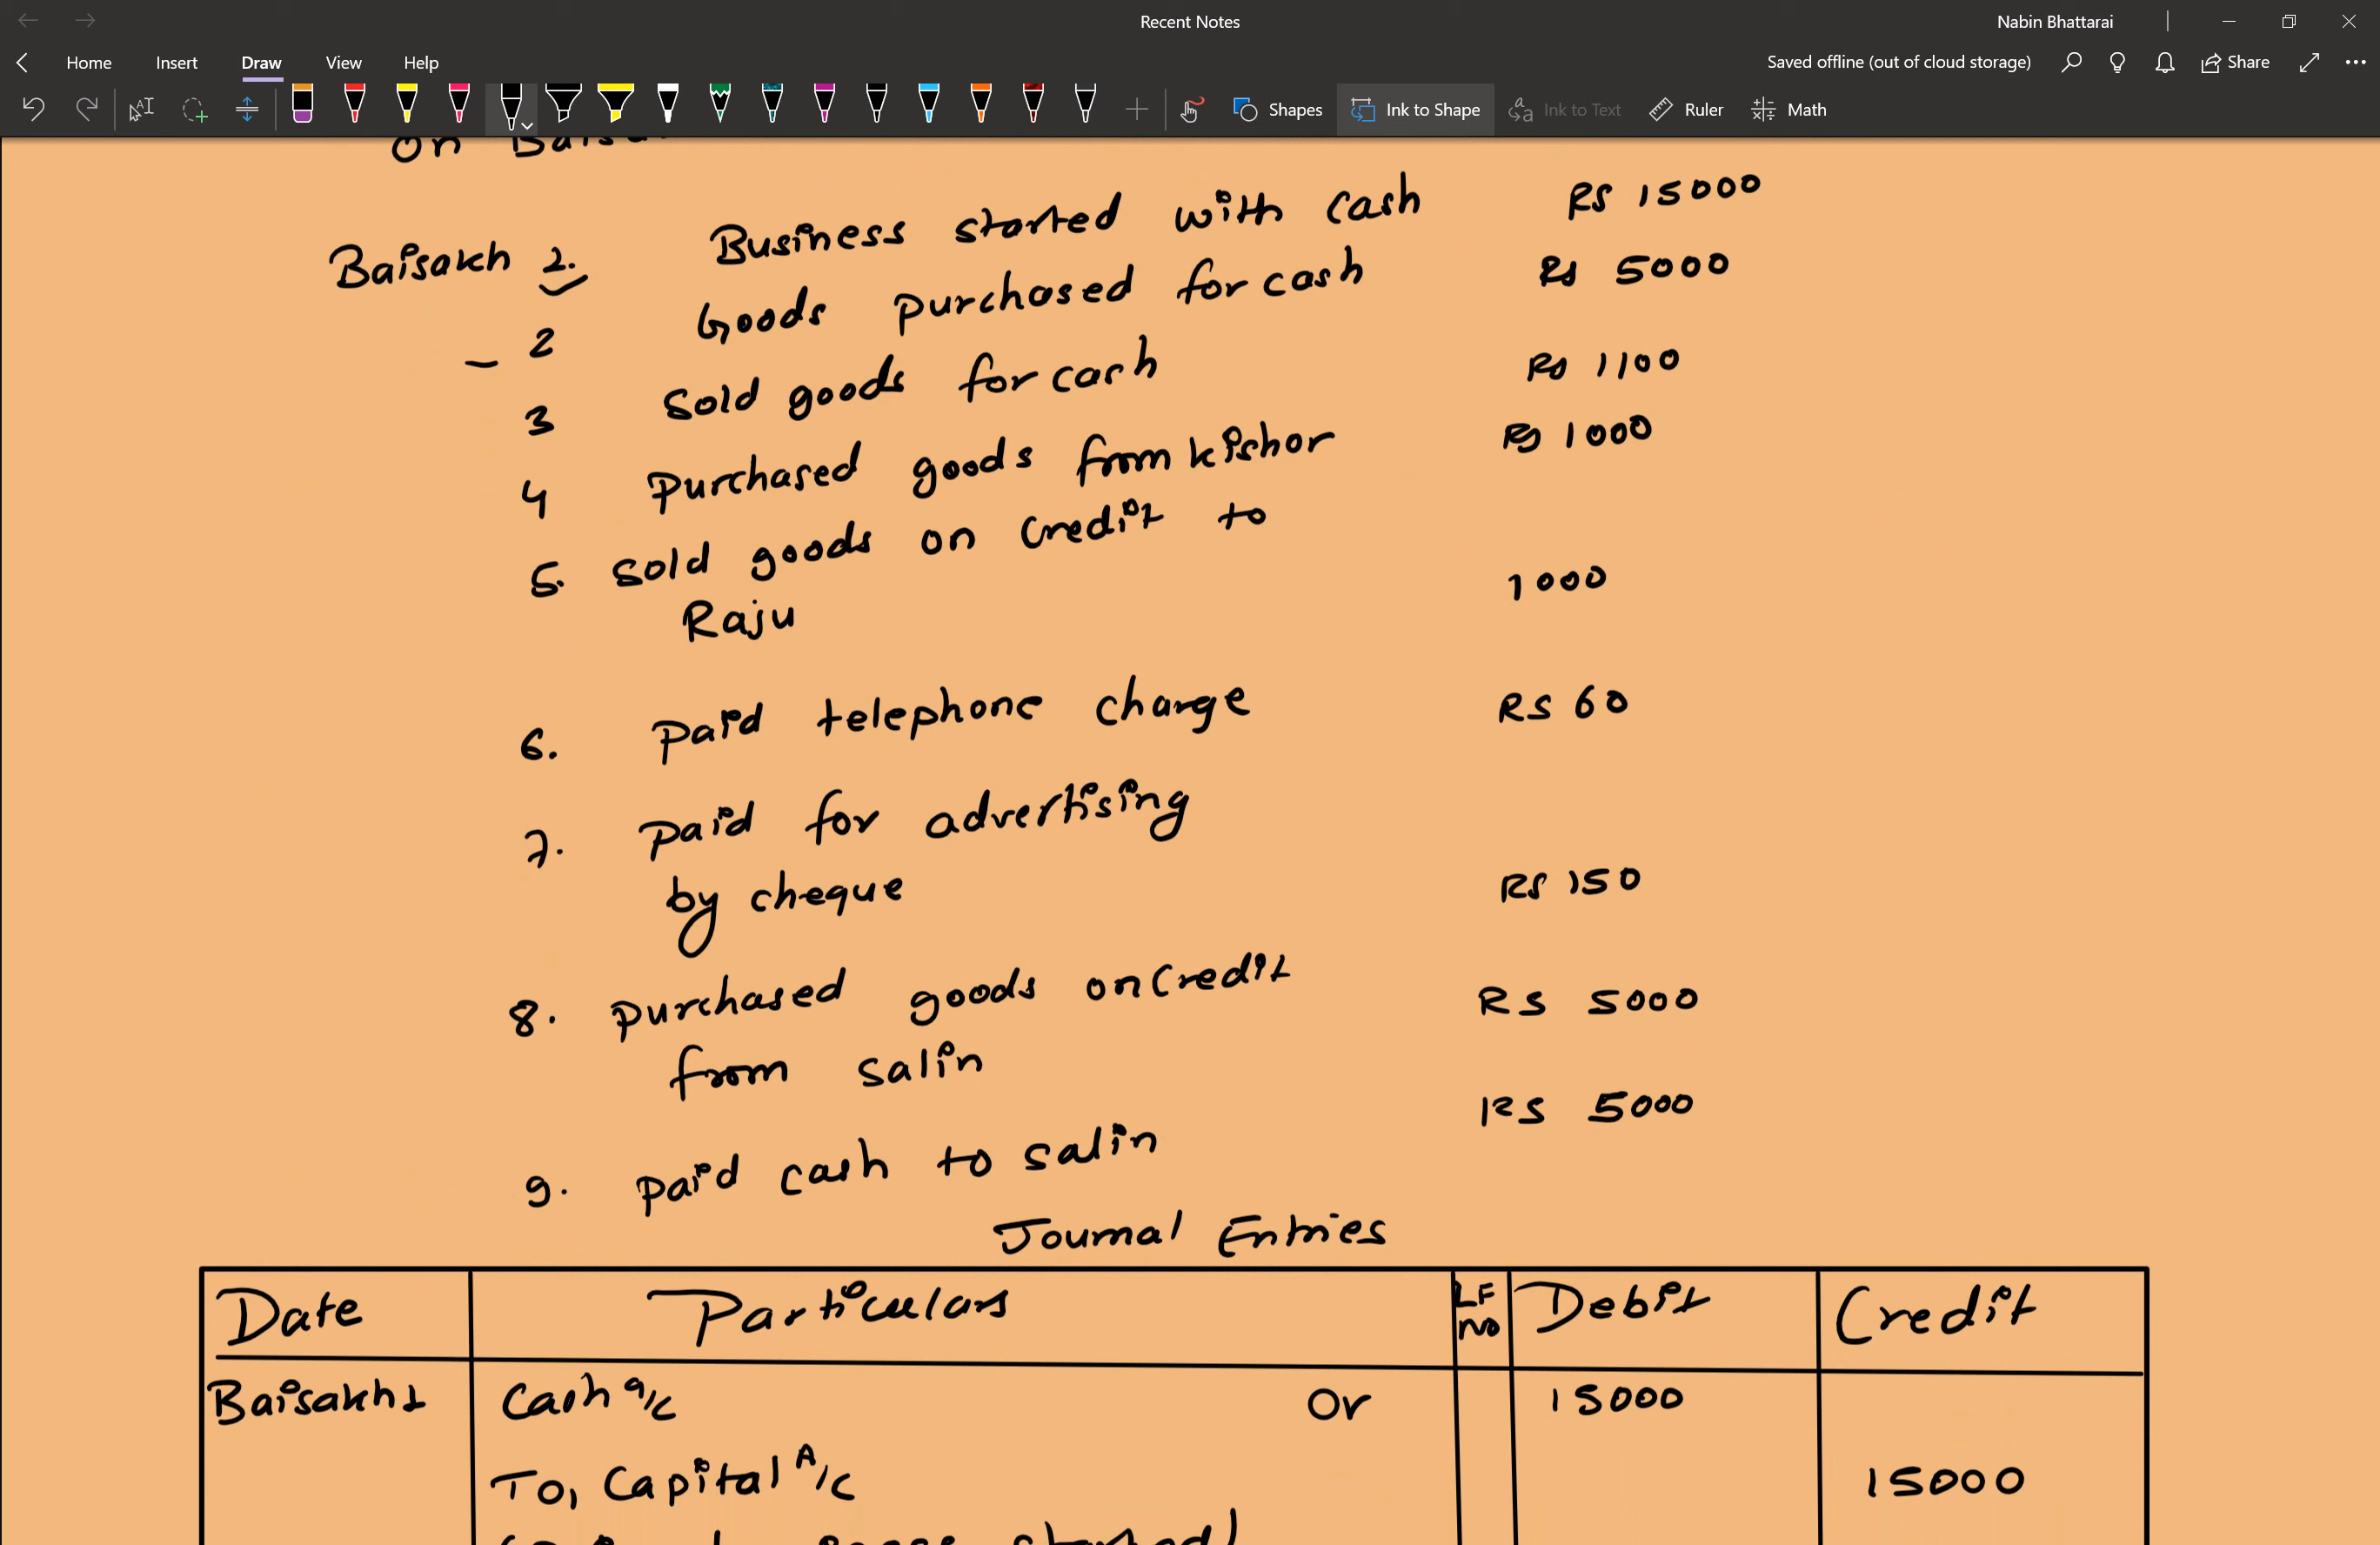 Recent Notes
Nabin Bhattarai
Home Insert Draw View Help
Saved offline (out of cloud storage)
Share
Shapes
Ink to Shape
Ink to Text
Ruler
Math
on
Baisakh 2. Business started with cash RS 15000
- 2 Goods purchased for cash RS 5000
3 Sold goods for cash RS 1100
4 Purchased goods from kishor RS 1000
5. Sold goods on credit to
Raju 1000
6. Paid telephone charge RS 60
7. Paid for advertising
by cheque RS 150
8. purchased goods on credit RS 5000
from salin
9. paid cash to salin RS 5000
Journal Entries
Date Particulars LF NO Debit Credit
Baisakh 1 Cash a/c Dr 15000
To, Capital A/c 15000